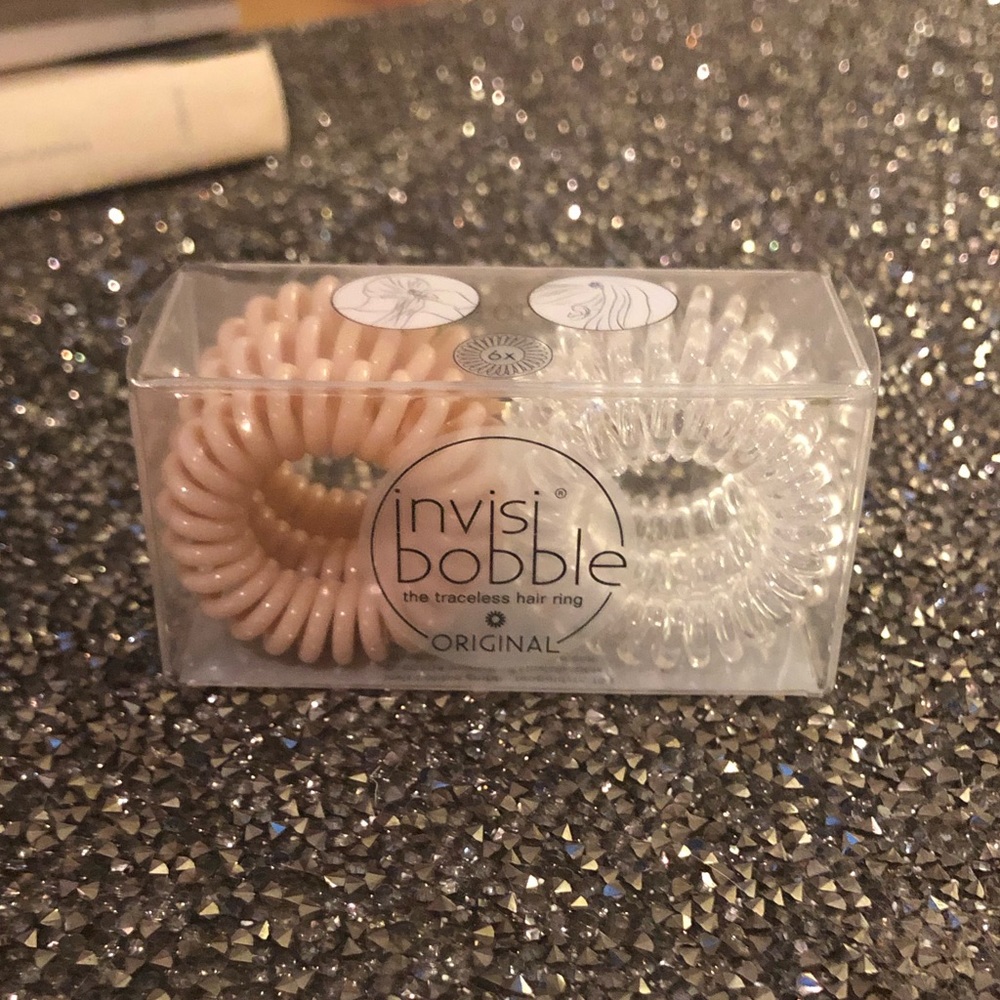 6x
invisi®
bobble
the traceless hair ring
ORIGINAL